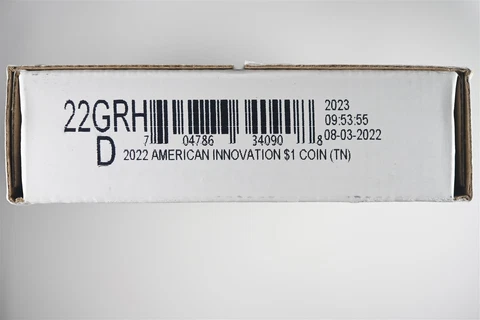 22GRH
D
7 04786 34090 8
2023
09:53:55
08-03-2022
2022 AMERICAN INNOVATION $1 COIN (TN)